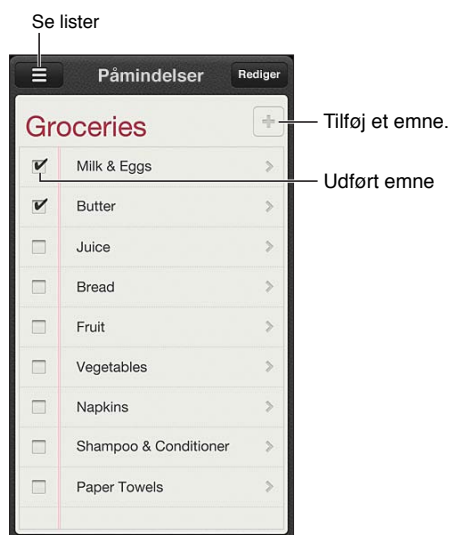 Se lister
Påmindelser
Rediger
Groceries
Tilføj et emne.
Milk & Eggs
Udført emne
Butter
Juice
Bread
Fruit
Vegetables
Napkins
Shampoo & Conditioner
Paper Towels